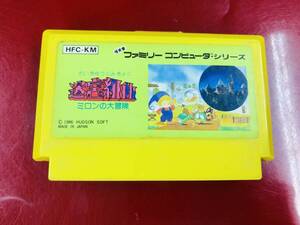 HFC-KM
ファミリー コンピュータ シリーズ
迷宮組曲
ミロンの大冒険
© 1986 HUDSON SOFT
MADE IN JAPAN